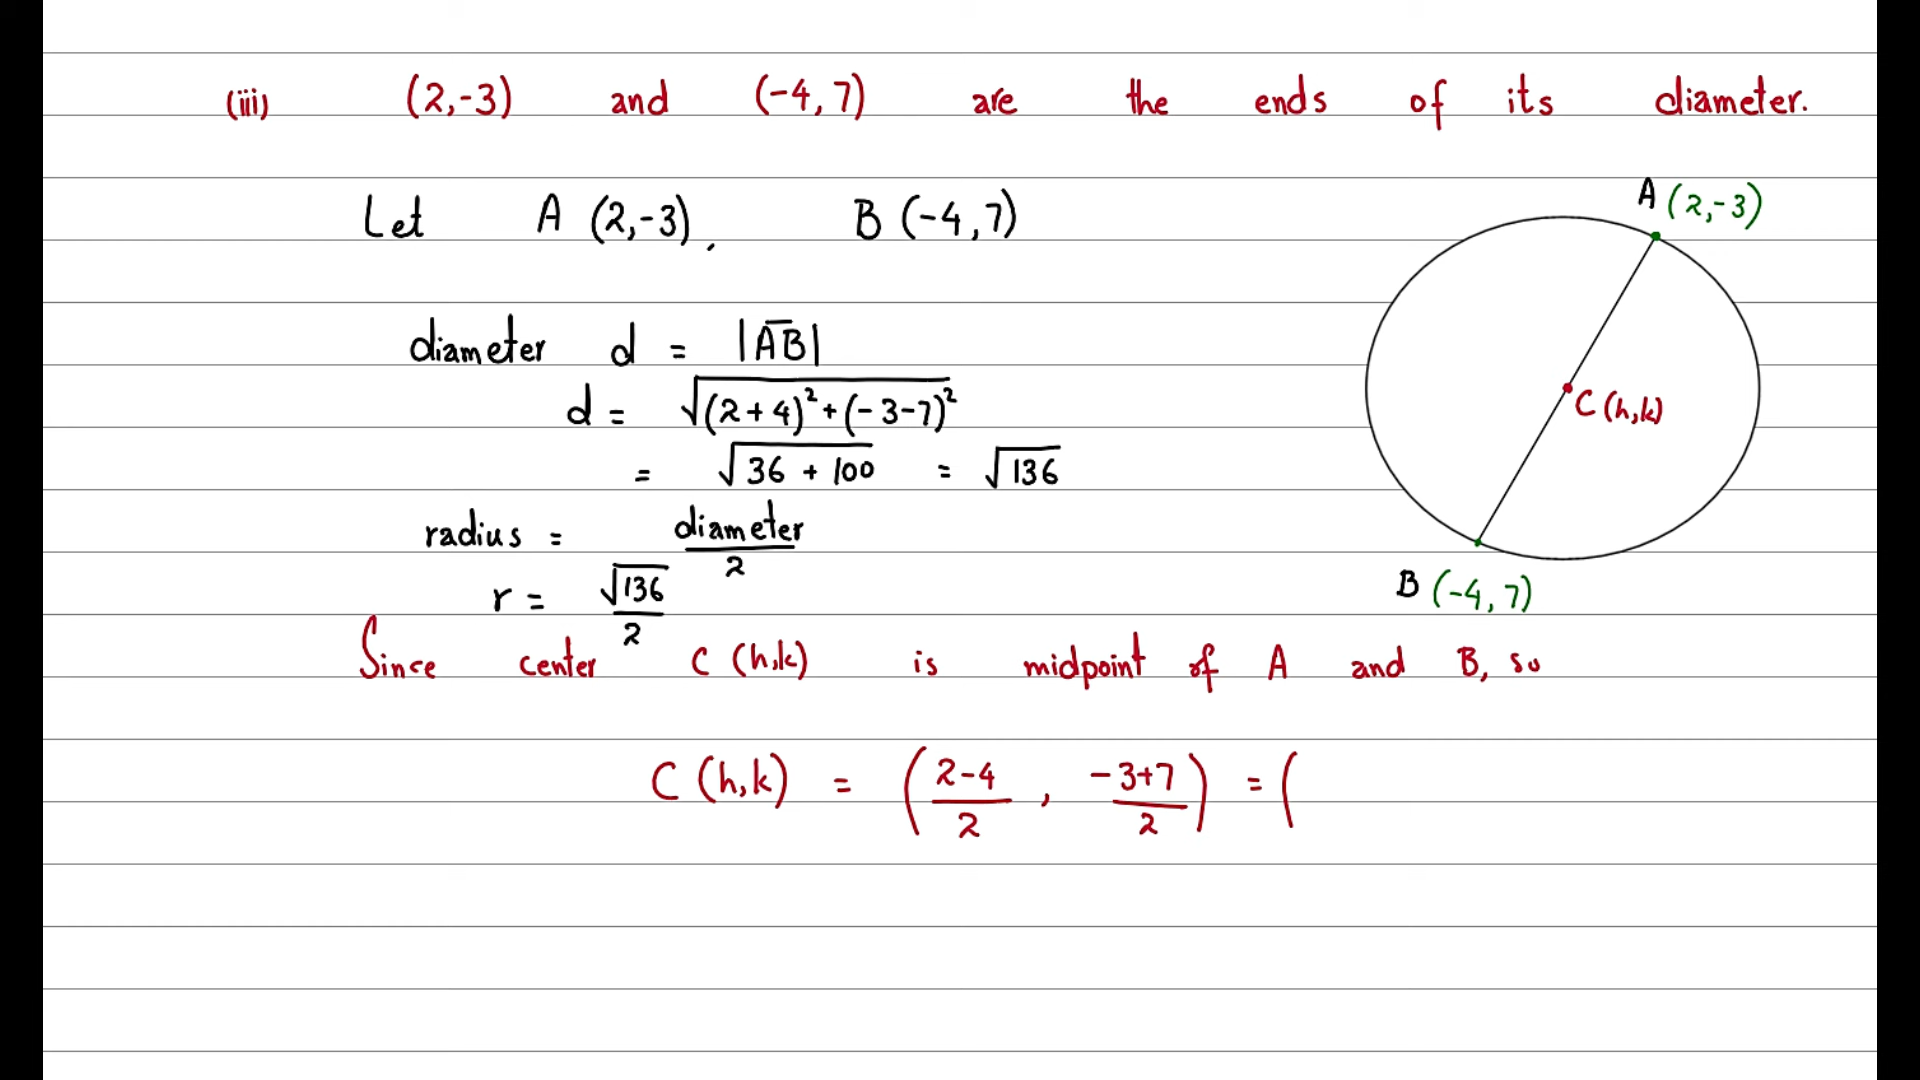 (iii) (2,-3) and (-4,7) are the ends of its diameter.
Let A (2,-3), B (-4,7)
A (2,-3)
diameter d = |AB̅|
d = √(2+4)²+(-3-7)²
C (h,k)
= √36 + 100 = √136
radius = diameter/2
r = √136/2
B (-4,7)
Since center C (h,k) is midpoint of A and B, so
C (h,k) = (2-4/2 , -3+7/2) = (